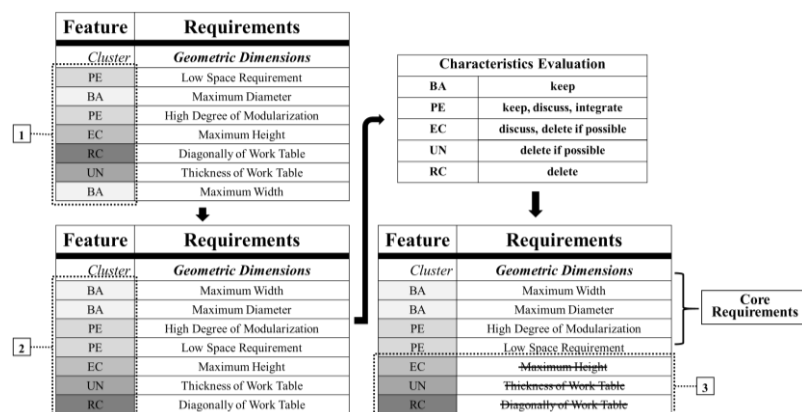 Feature Requirements
Cluster Geometric Dimensions
PE Low Space Requirement
BA Maximum Diameter
PE High Degree of Modularization
EC Maximum Height
RC Diagonally of Work Table
UN Thickness of Work Table
BA Maximum Width
1
Feature Requirements
Cluster Geometric Dimensions
BA Maximum Width
BA Maximum Diameter
PE High Degree of Modularization
PE Low Space Requirement
EC Maximum Height
UN Thickness of Work Table
RC Diagonally of Work Table
2
Characteristics Evaluation
BA keep
PE keep, discuss, integrate
EC discuss, delete if possible
UN delete if possible
RC delete
Feature Requirements
Cluster Geometric Dimensions
BA Maximum Width
BA Maximum Diameter
PE High Degree of Modularization
PE Low Space Requirement
EC Maximum Height
UN Thickness of Work Table
RC Diagonally of Work Table
Core
Requirements
3